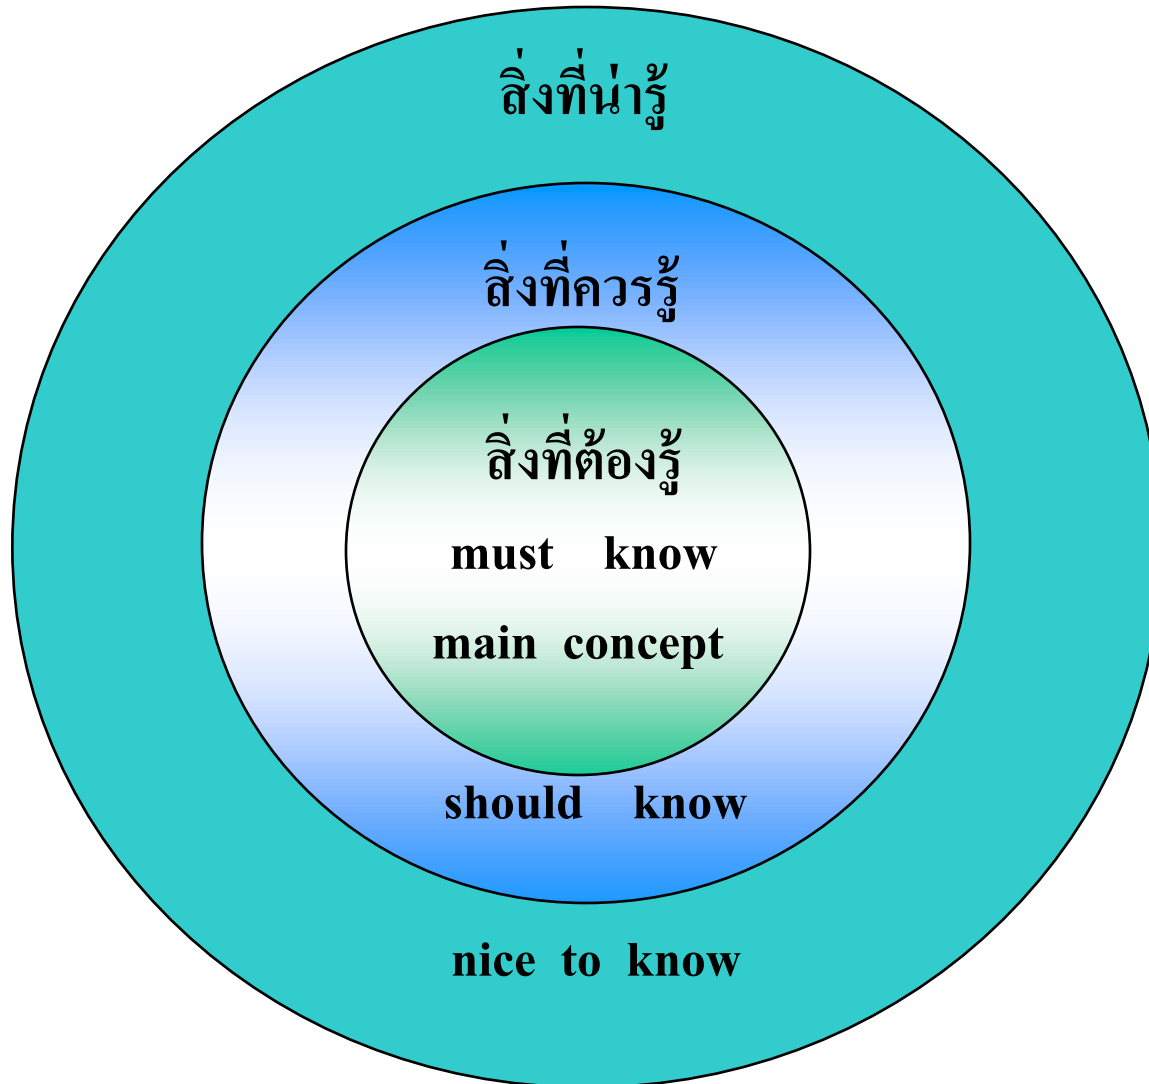 สิ่งที่น่ารู้
สิ่งที่ควรรู้
สิ่งที่ต้องรู้
must know
main concept
should know
nice to know